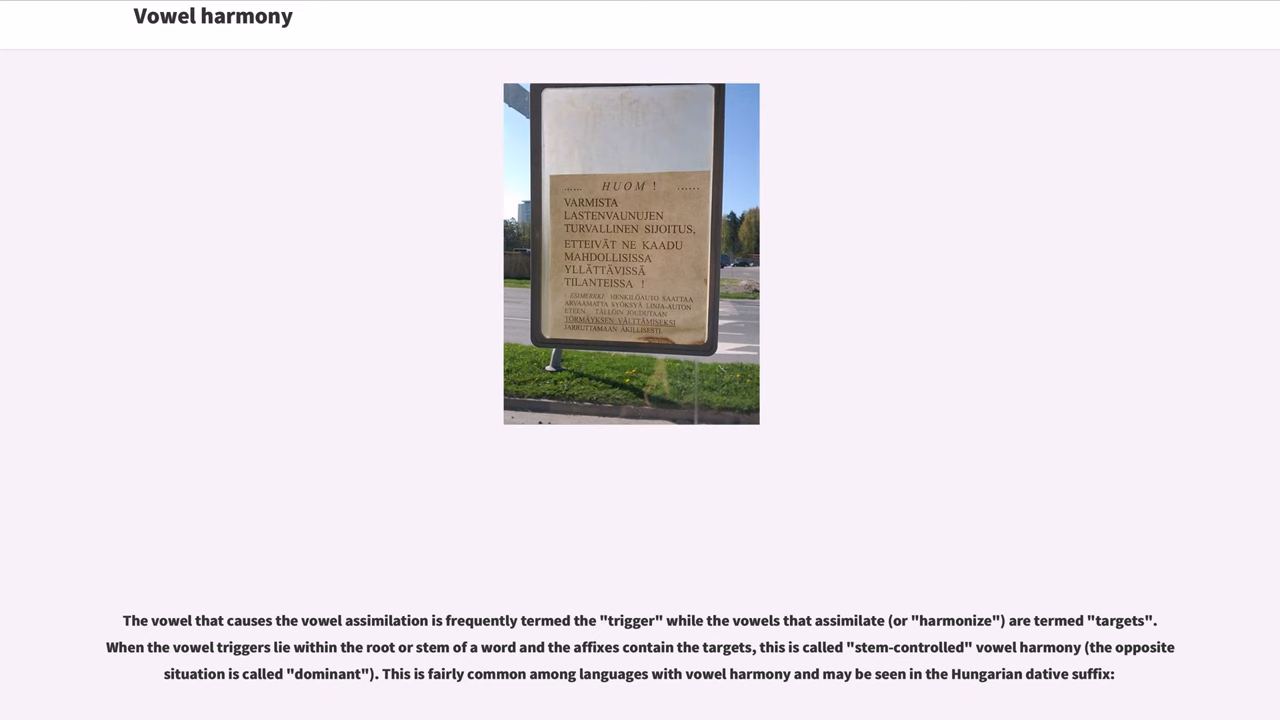 Vowel harmony
...... HUOM ! ......
VARMISTA
LASTENVAUNUJEN
TURVALLINEN SIJOITUS,
ETTEIVÄT NE KAADU
MAHDOLLISISSA
YLLÄTTÄVISSÄ
TILANTEISSA !
ESIMERKKI: HENKILÖAUTO SAATTAA
ARVAAMATTA SYÖKSYÄ LINJA-AUTON
ETEEN. TÄLLÖIN JOUDUTAAN
TÖRMÄYKSEN VÄLTTÄMISEKSI
JARRUTTAMAAN ÄKILLISESTI.
The vowel that causes the vowel assimilation is frequently termed the "trigger" while the vowels that assimilate (or "harmonize") are termed "targets".
When the vowel triggers lie within the root or stem of a word and the affixes contain the targets, this is called "stem-controlled" vowel harmony (the opposite
situation is called "dominant"). This is fairly common among languages with vowel harmony and may be seen in the Hungarian dative suffix: